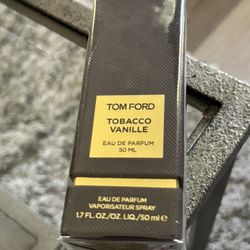 TOM FORD
TOBACCO
VANILLE
EAU DE PARFUM
50 ML
EAU DE PARFUM
VAPORISATEUR SPRAY
1.7 FL.OZ./OZ. LIQ./50 ml e